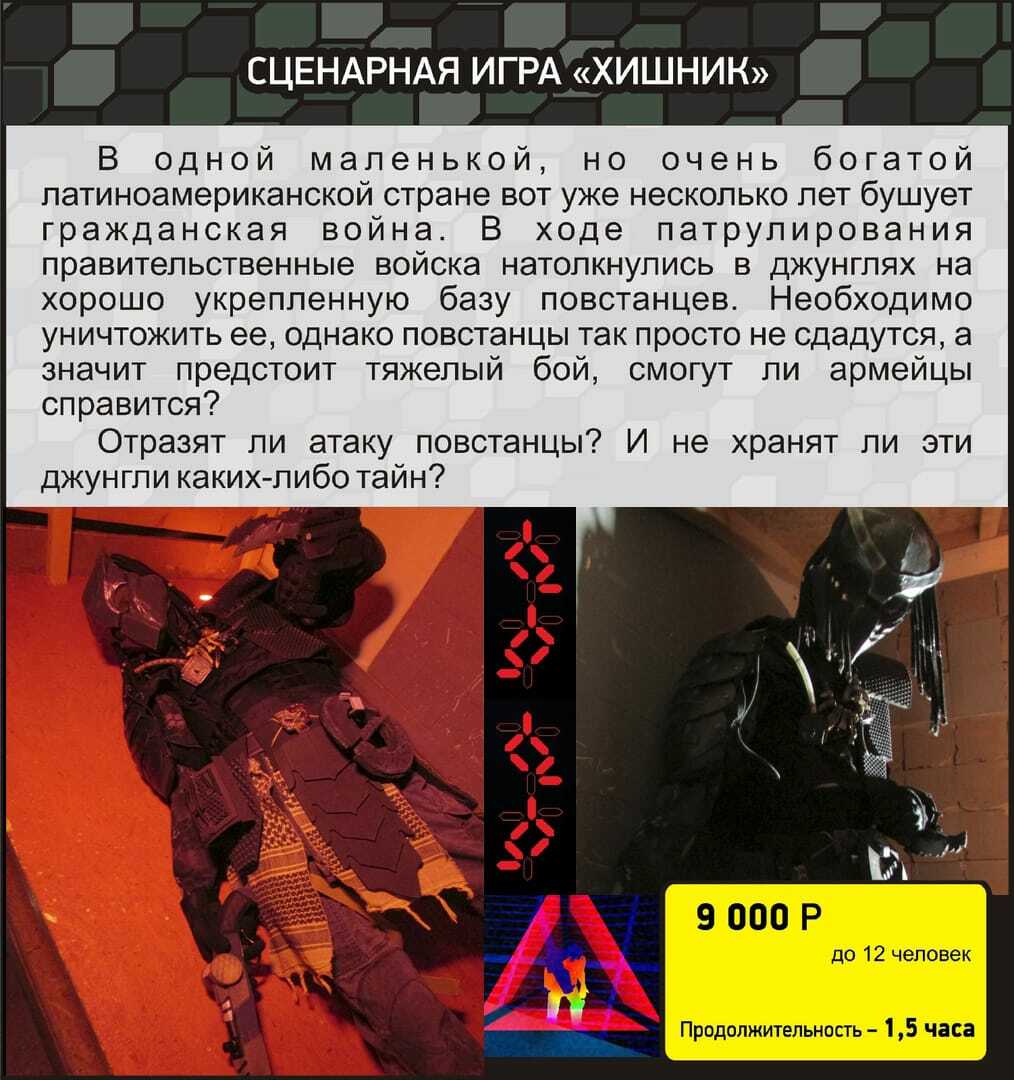 СЦЕНАРНАЯ ИГРА «ХИШНИК»
В одной маленькой, но очень богатой
латиноамериканской стране вот уже несколько лет бушует
гражданская война. В ходе патрулирования
правительственные войска натолкнулись в джунглях на
хорошо укрепленную базу повстанцев. Необходимо
уничтожить ее, однако повстанцы так просто не сдадутся, а
значит предстоит тяжелый бой, смогут ли армейцы
справится?
Отразят ли атаку повстанцы? И не хранят ли эти
джунгли каких-либо тайн?
9 000 Р
до 12 человек
Продолжительность – 1,5 часа